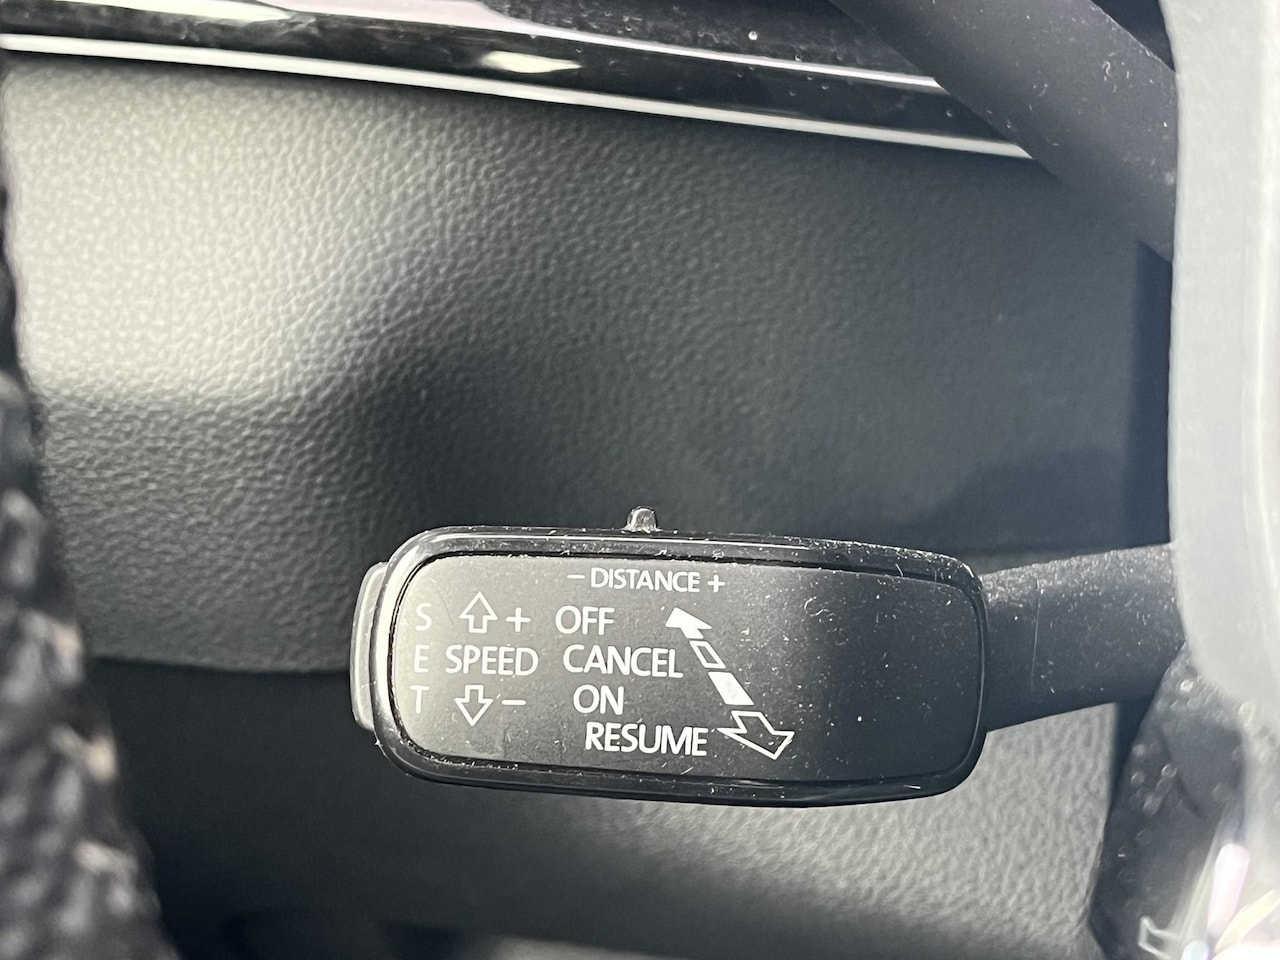 – DISTANCE +
S + OFF
E SPEED CANCEL
T – ON
RESUME